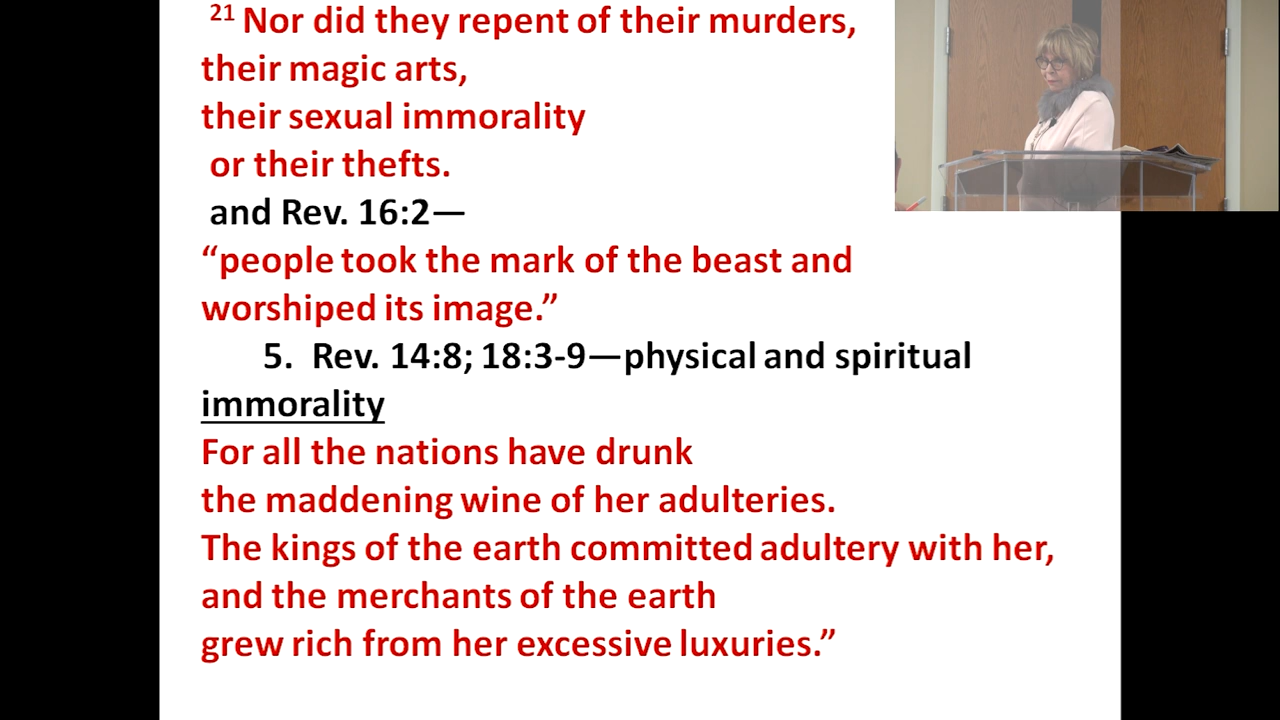 21 Nor did they repent of their murders,
their magic arts,
their sexual immorality
or their thefts.
and Rev. 16:2—
“people took the mark of the beast and
worshiped its image.”
5. Rev. 14:8; 18:3-9—physical and spiritual
immorality
For all the nations have drunk
the maddening wine of her adulteries.
The kings of the earth committed adultery with her,
and the merchants of the earth
grew rich from her excessive luxuries.”